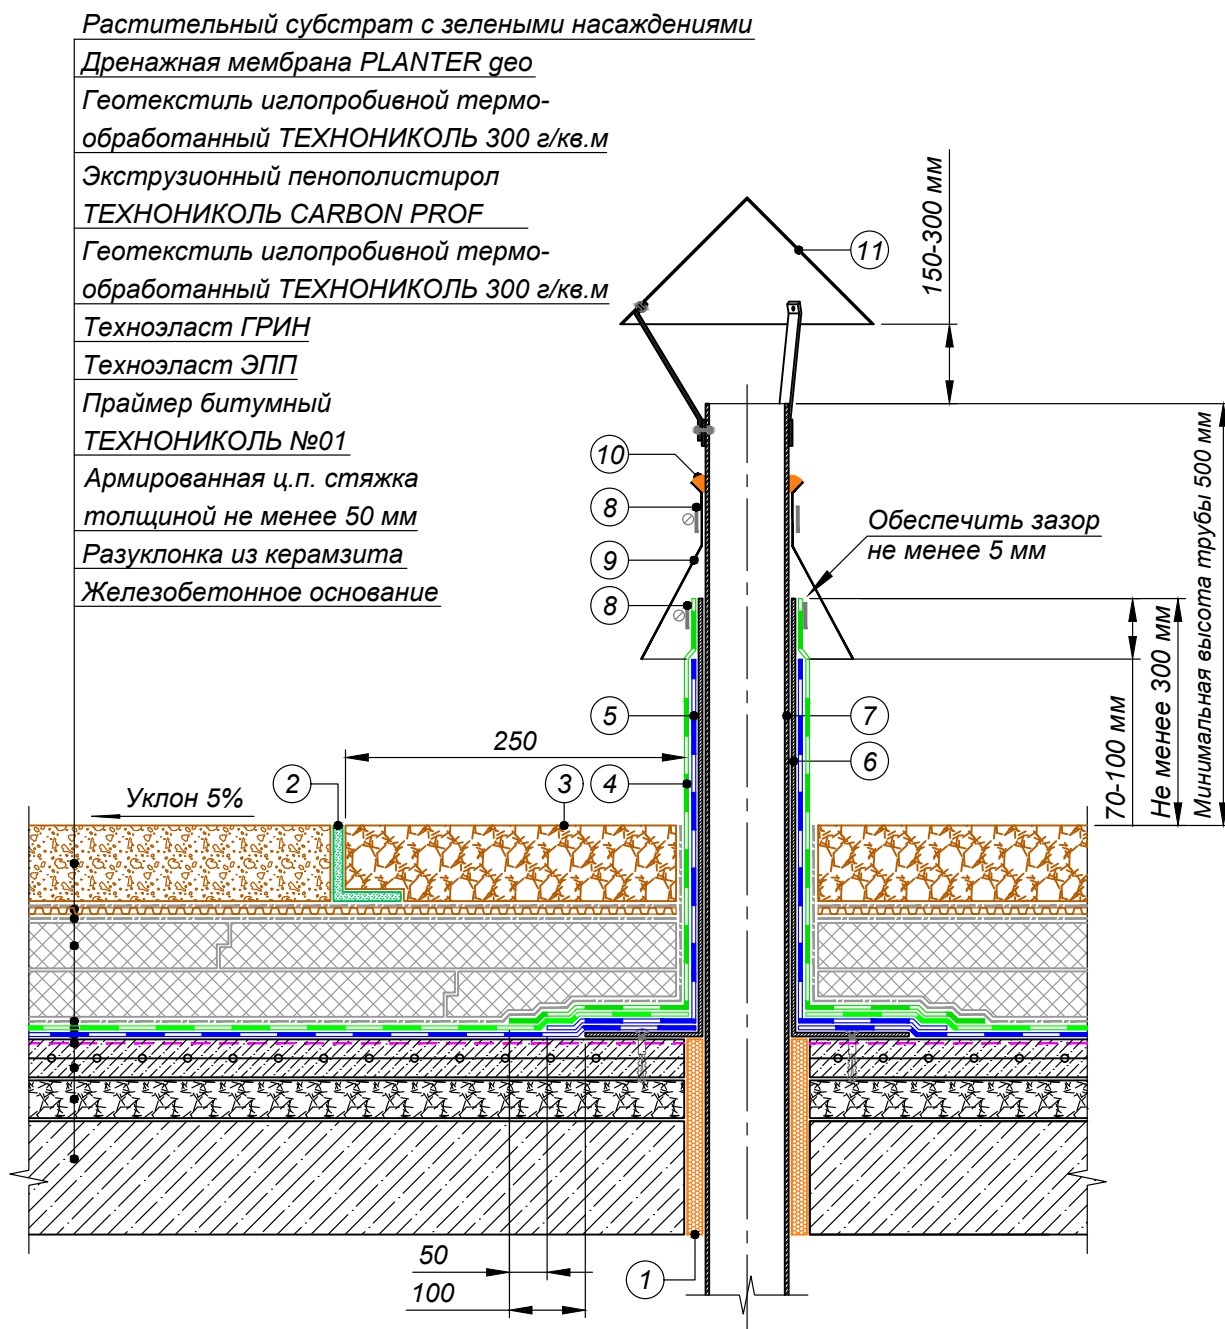 Растительный субстрат с зелеными насаждениями
Дренажная мембрана PLANTER geo
Геотекстиль иглопробивной термо-
обработанный ТЕХНОНИКОЛЬ 300 г/кв.м
Экструзионный пенополистирол
ТЕХНОНИКОЛЬ CARBON PROF
Геотекстиль иглопробивной термо-
обработанный ТЕХНОНИКОЛЬ 300 г/кв.м
Техноэласт ГРИН
Техноэласт ЭПП
Праймер битумный
ТЕХНОНИКОЛЬ №01
Армированная ц.п. стяжка
толщиной не менее 50 мм
Разуклонка из керамзита
Железобетонное основание
11
150-300 мм
10
8
9
8
Обеспечить зазор
не менее 5 мм
Минимальная высота трубы 500 мм
Не менее 300 мм
70-100 мм
5
7
6
250
2
3
4
Уклон 5%
50
100
1